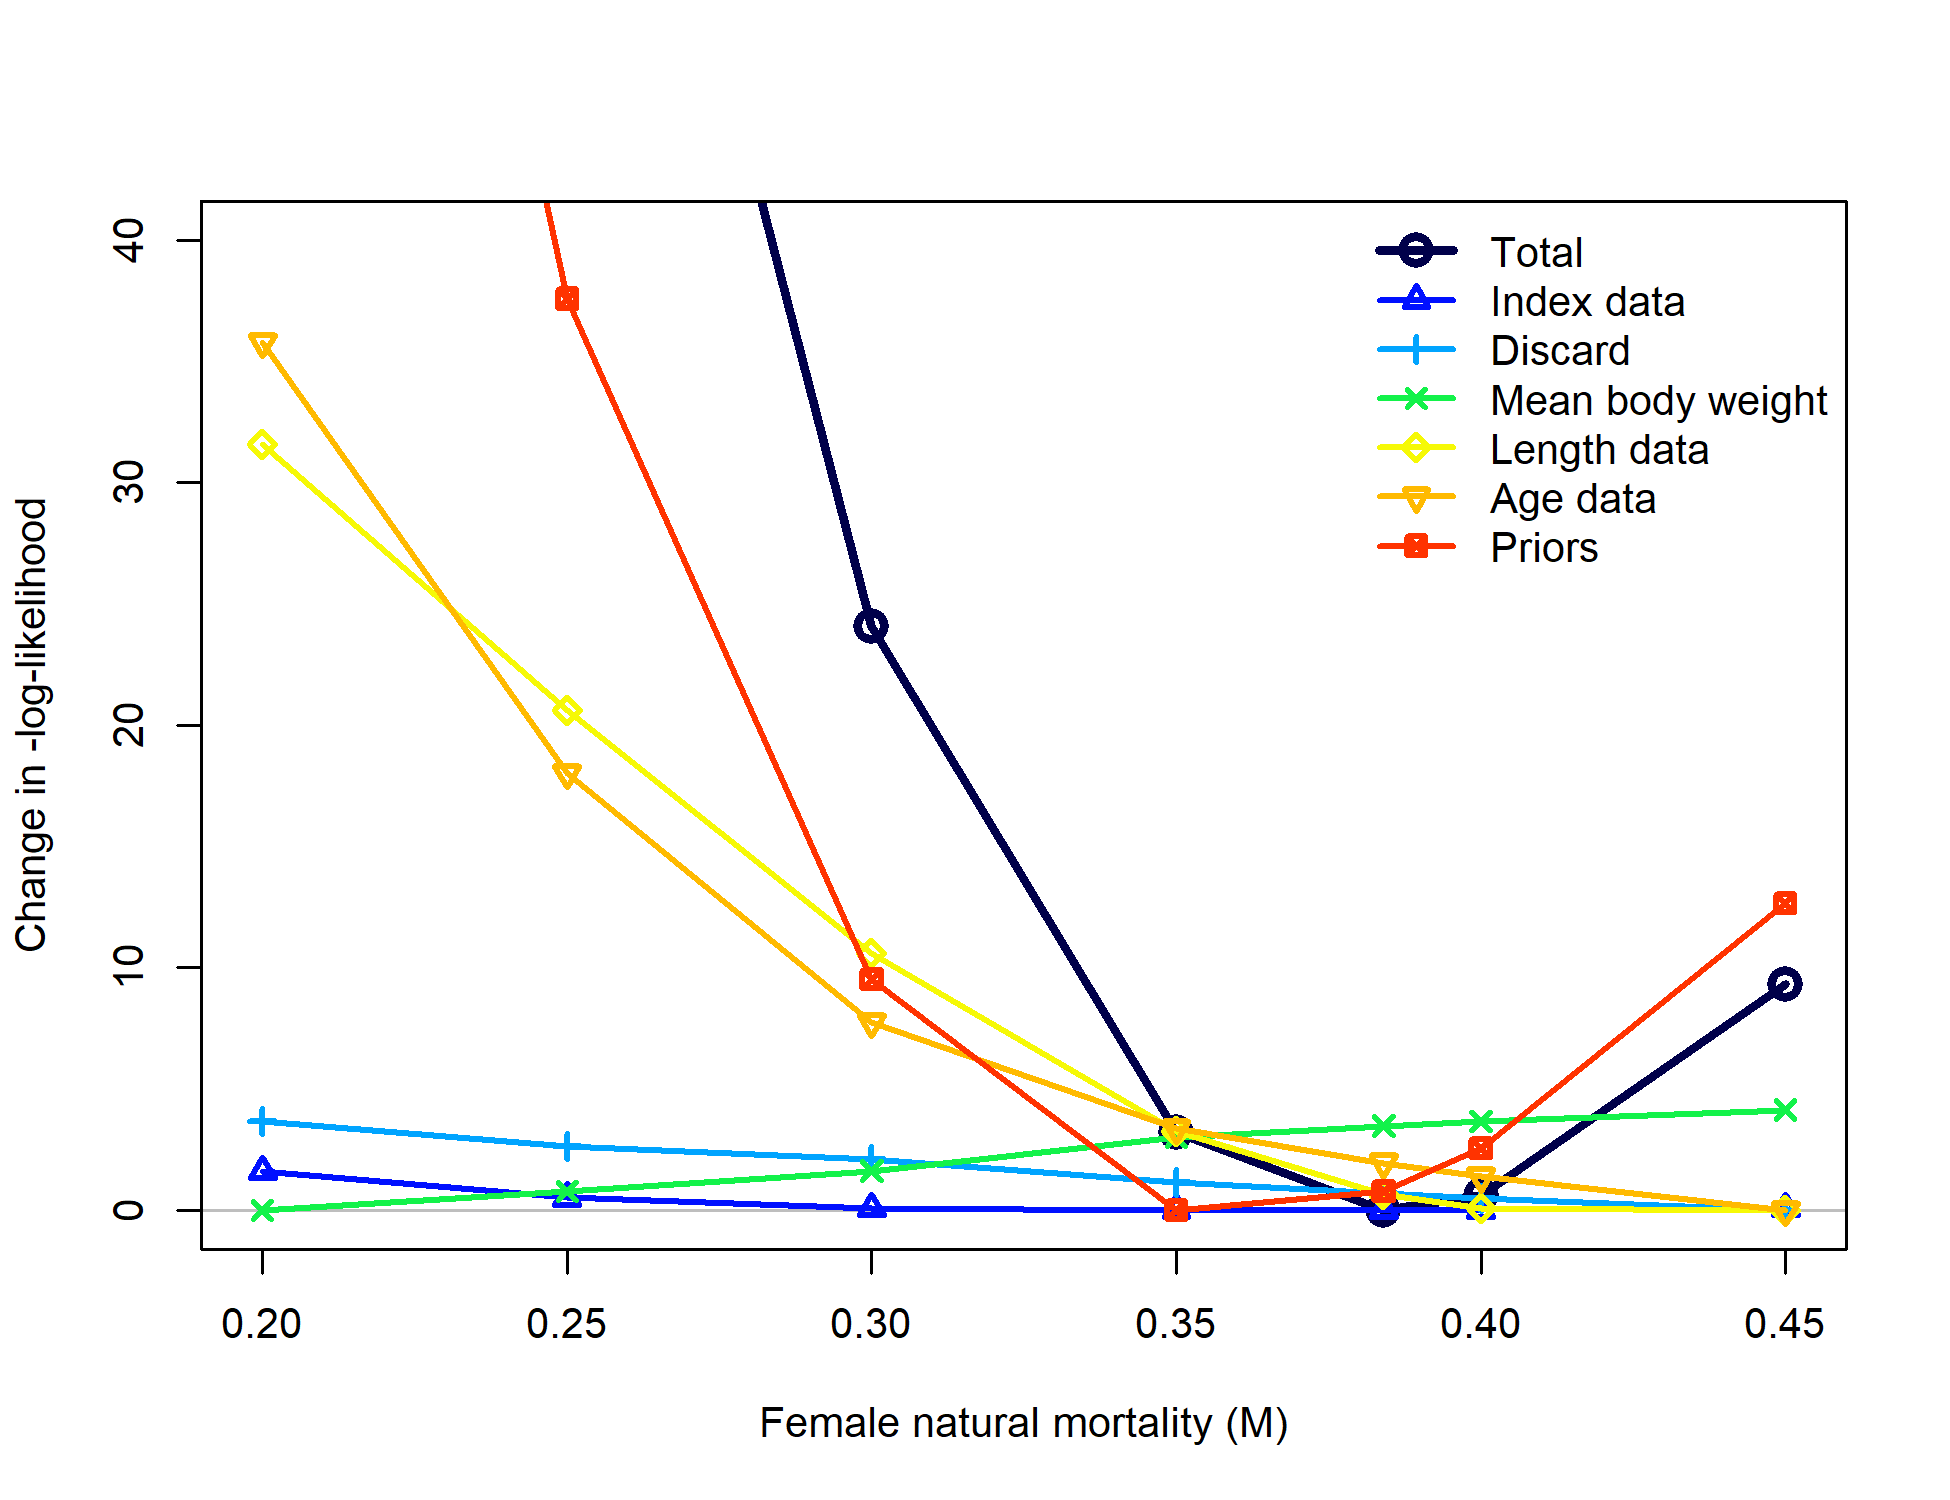 40
30
20
10
0
Change in -log-likelihood
Total
Index data
Discard
Mean body weight
Length data
Age data
Priors
0.20 0.25 0.30 0.35 0.40 0.45
Female natural mortality (M)